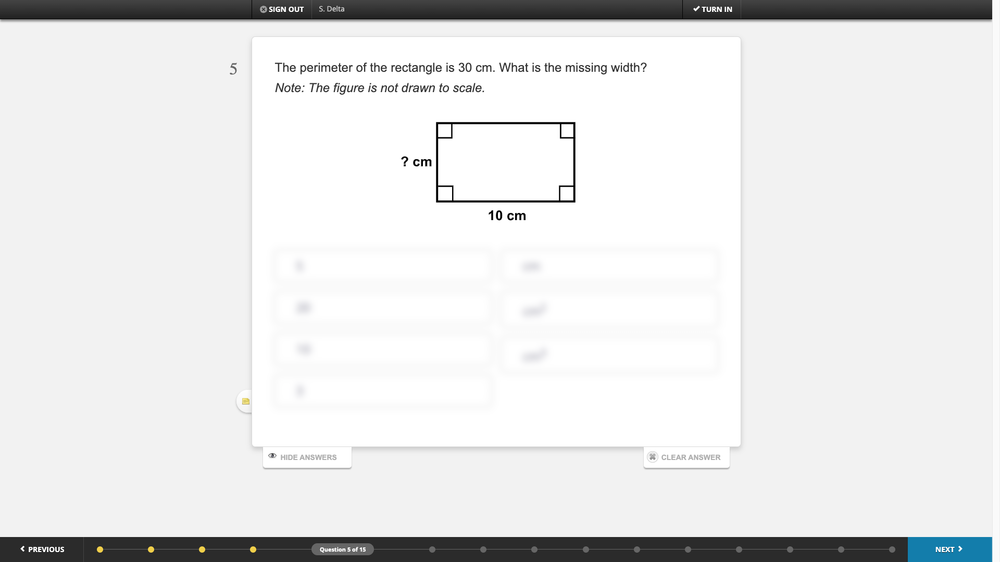 SIGN OUT
S. Delta
TURN IN
5
The perimeter of the rectangle is 30 cm. What is the missing width?
Note: The figure is not drawn to scale.
? cm
10 cm
HIDE ANSWERS
CLEAR ANSWER
PREVIOUS
Question 5 of 15
NEXT